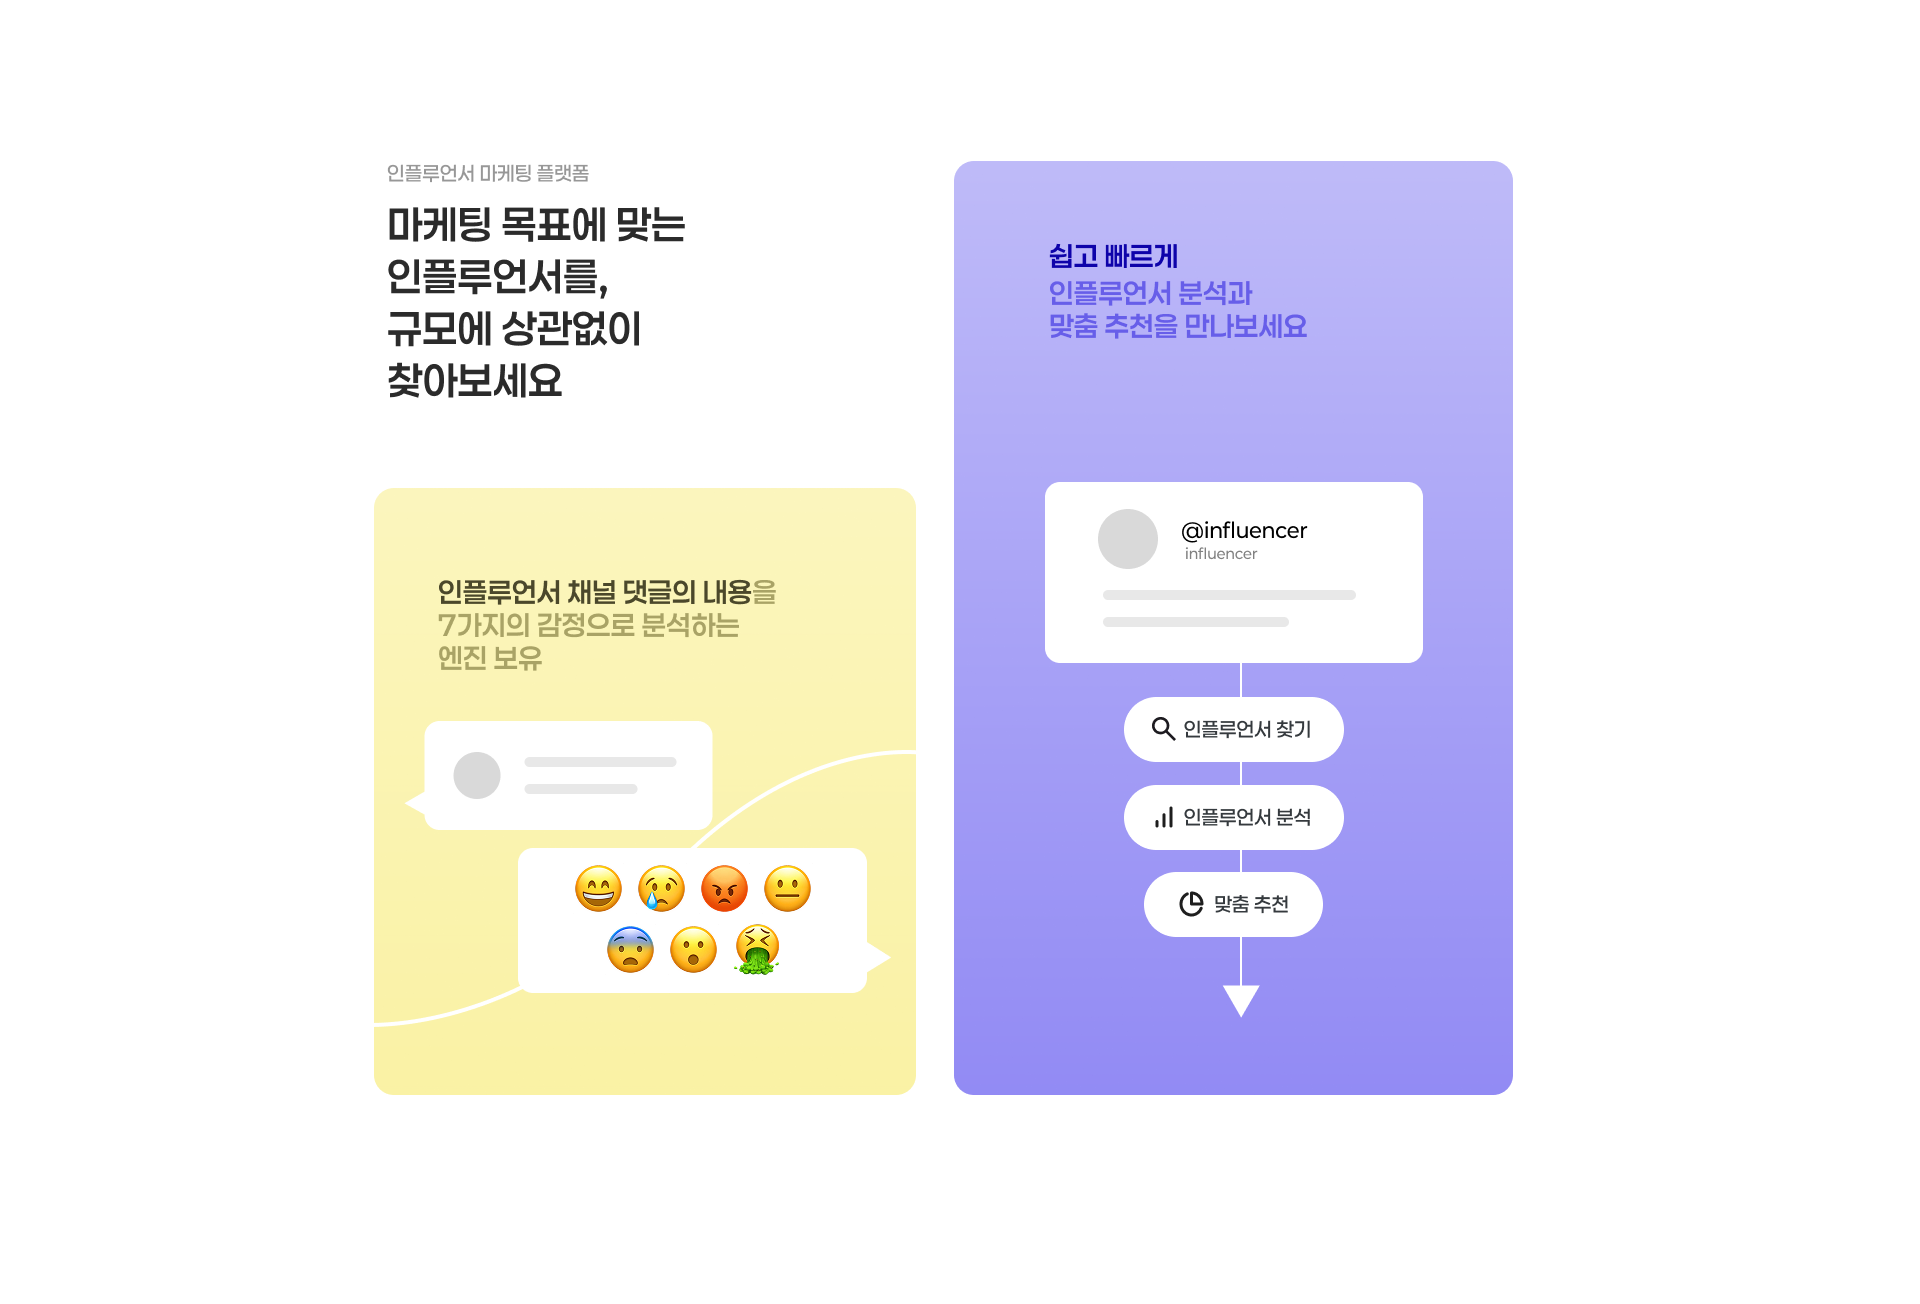 인플루언서 마케팅 플랫폼
마케팅 목표에 맞는
인플루언서를,
규모에 상관없이
찾아보세요
인플루언서 채널 댓글의 내용을
7가지의 감정으로 분석하는
엔진 보유
쉽고 빠르게
인플루언서 분석과
맞춤 추천을 만나보세요
@influencer
influencer
인플루언서 찾기
인플루언서 분석
맞춤 추천